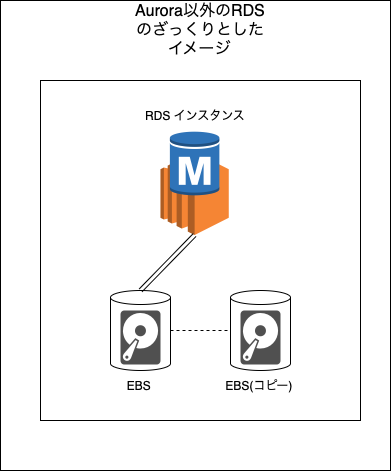 Aurora以外のRDS
のざっくりとした
イメージ
RDS インスタンス
M
EBS
EBS(コピー)